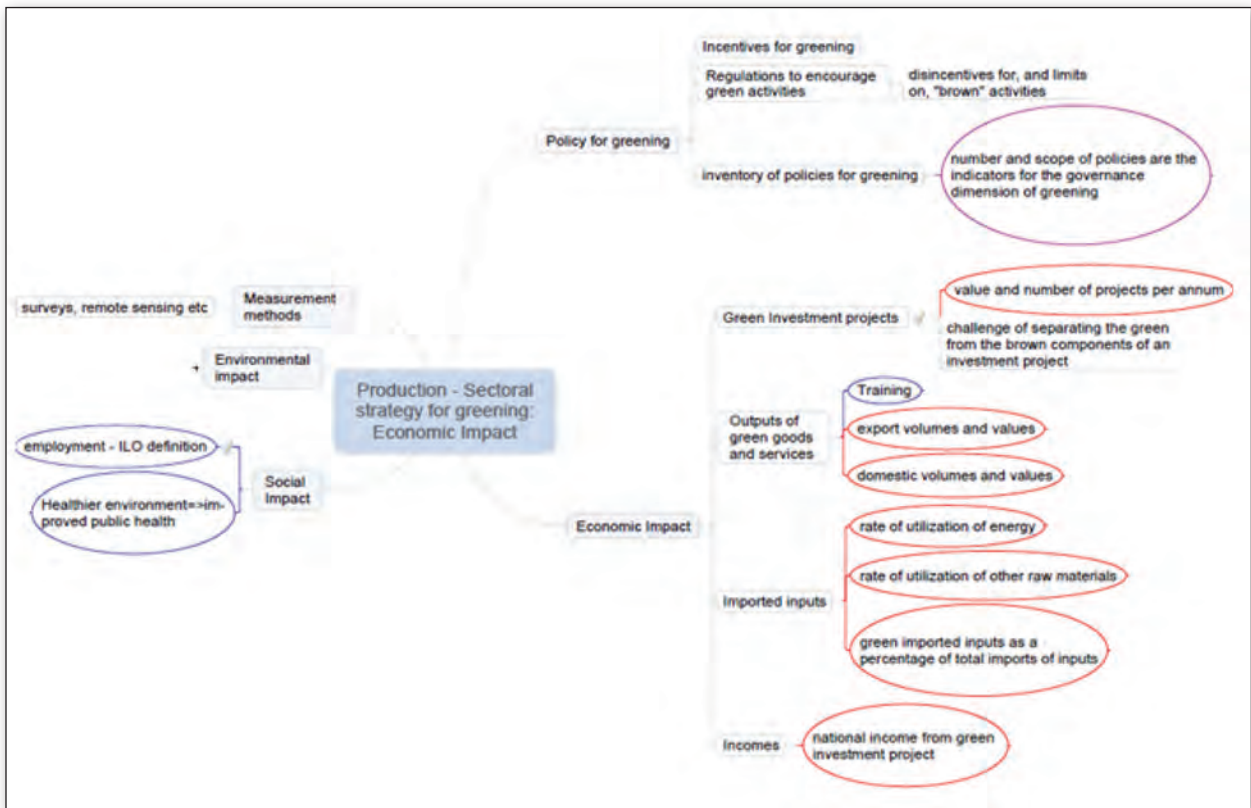 Incentives for greening
Regulations to encourage
green activities
disincentives for, and limits
on, "brown" activities
Policy for greening
inventory of policies for greening
number and scope of policies are the
indicators for the governance
dimension of greening
surveys, remote sensing etc
Measurement
methods
Environmental
impact
employment - ILO definition
Healthier environment=>im-
proved public health
Social
Impact
Production - Sectoral
strategy for greening:
Economic Impact
Economic Impact
Green Investment projects
value and number of projects per annum
challenge of separating the green
from the brown components of an
investment project
Outputs of
green goods
and services
Training
export volumes and values
domestic volumes and values
Imported inputs
rate of utilization of energy
rate of utilization of other raw materials
green imported inputs as a
percentage of total imports of inputs
Incomes
national income from green
investment project